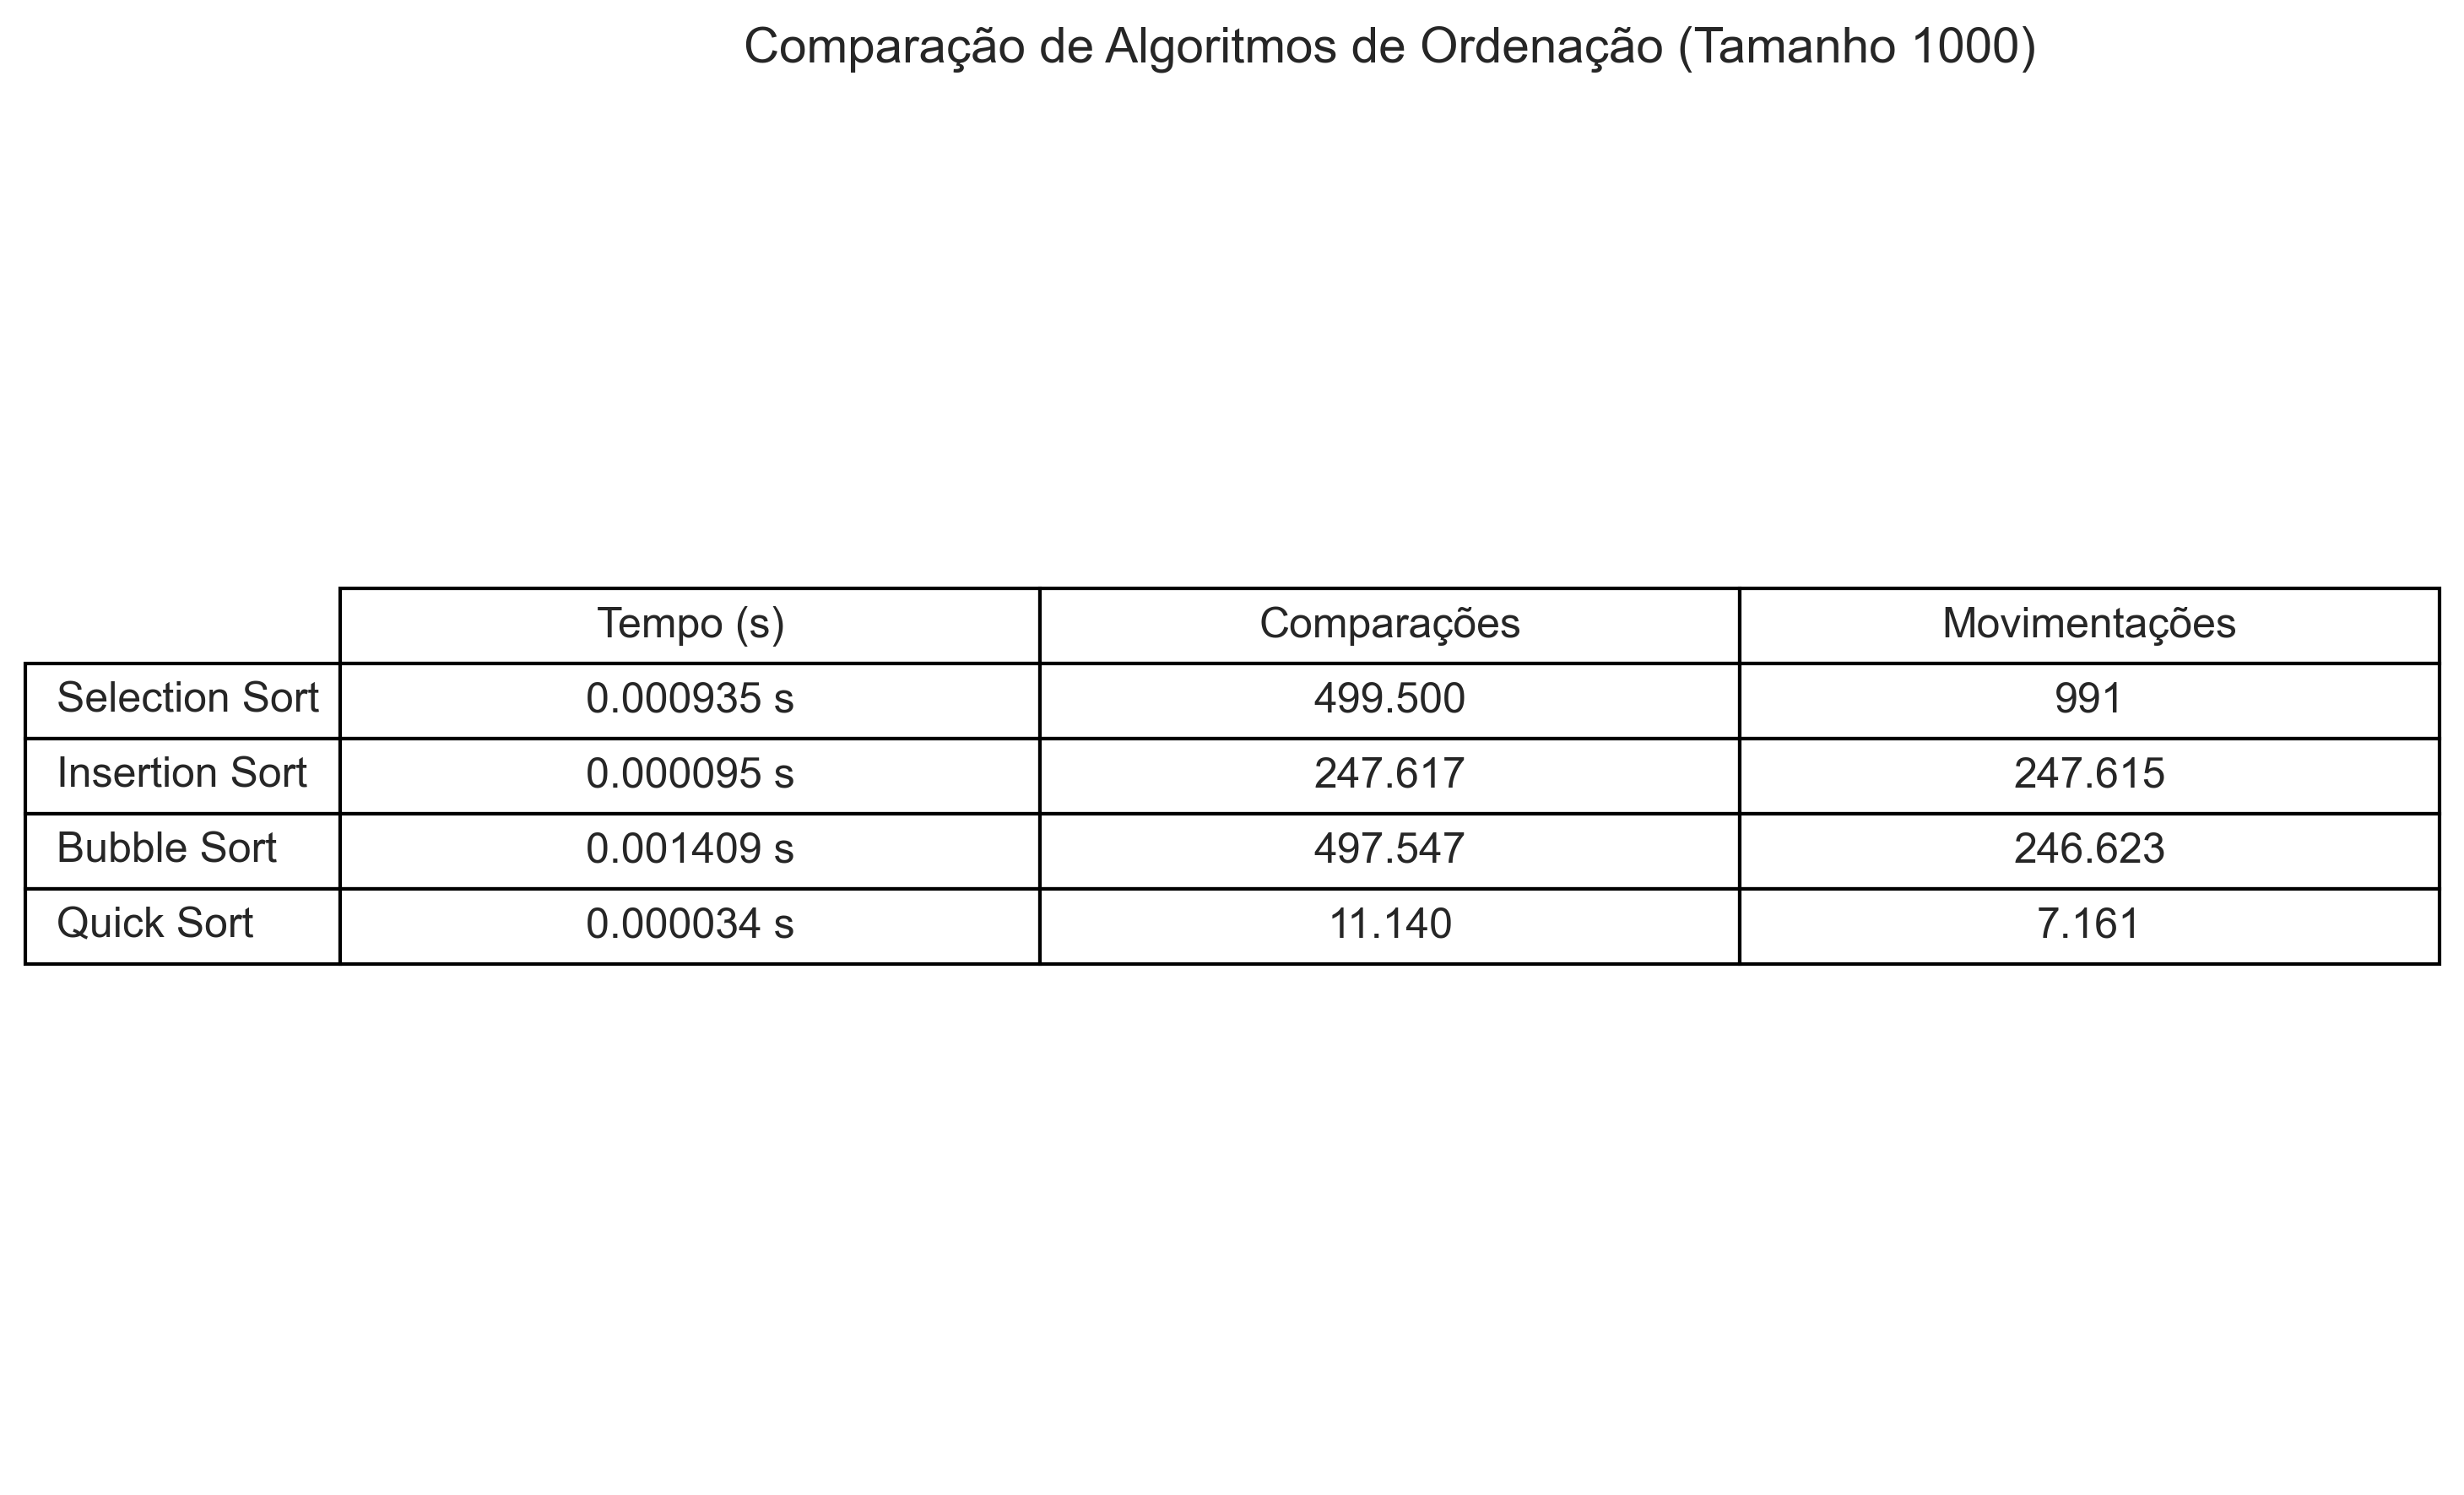 Comparação de Algoritmos de Ordenação (Tamanho 1000)
Tempo (s) Comparações Movimentações
Selection Sort 0.000935 s 499.500 991
Insertion Sort 0.000095 s 247.617 247.615
Bubble Sort 0.001409 s 497.547 246.623
Quick Sort 0.000034 s 11.140 7.161